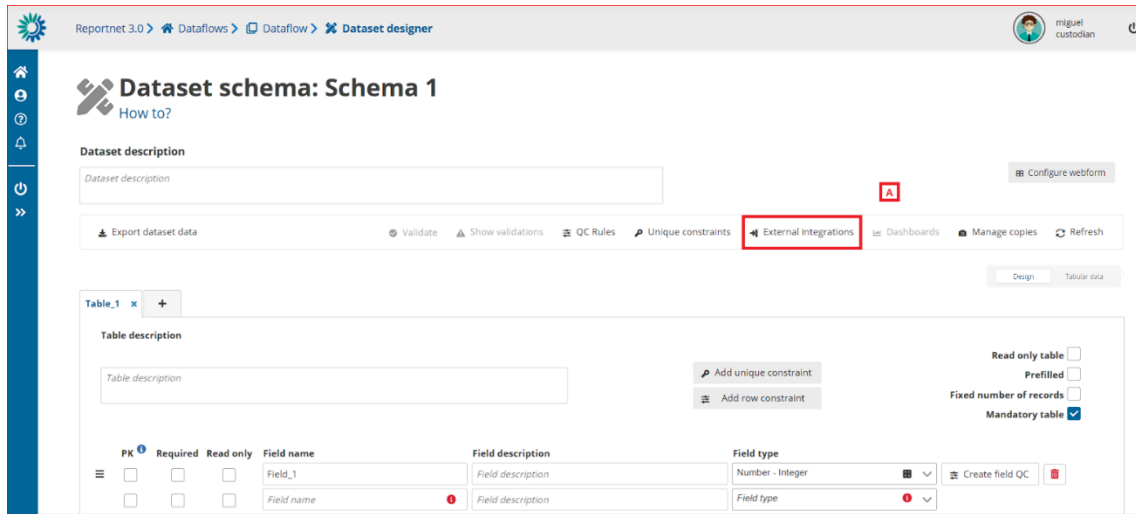 Reportnet 3.0 > Dataflows > Dataflow > Dataset designer
miguel
custodian
Dataset schema: Schema 1
How to?
Dataset description
Dataset description
Configure webform
A
Export dataset data Validate Show validations QC Rules Unique constraints External integrations Dashboards Manage copies Refresh
Design Tabular data
Table_1 x +
Table description
Table description
Add unique constraint
Add row constraint
Read only table
Prefilled
Fixed number of records
Mandatory table
PK Required Read only Field name Field description Field type
Field_1 Field description Number - Integer Create field QC
Field name Field description Field type